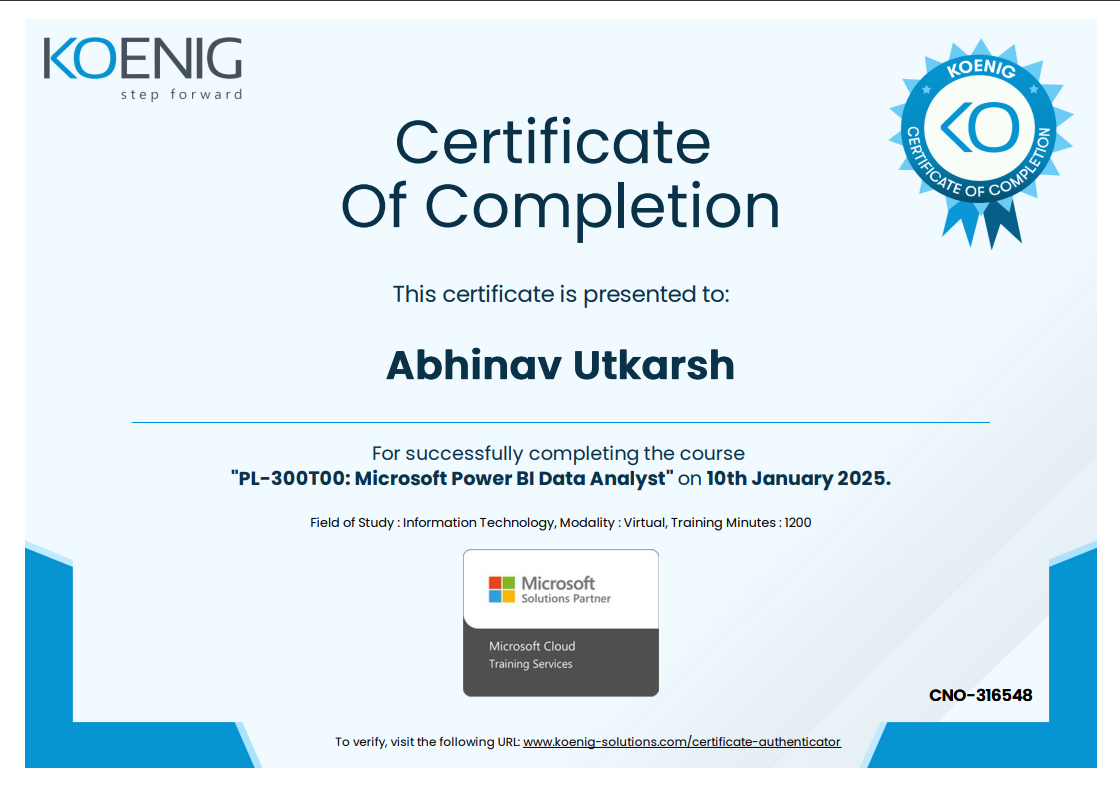 KOENIG
step forward
KOENIG
KO
CERTIFICATE OF COMPLETION
Certificate
Of Completion
This certificate is presented to:
Abhinav Utkarsh
For successfully completing the course
"PL-300T00: Microsoft Power BI Data Analyst" on 10th January 2025.
Field of Study : Information Technology, Modality : Virtual, Training Minutes : 1200
Microsoft
Solutions Partner
Microsoft Cloud
Training Services
CNO-316548
To verify, visit the following URL: www.koenig-solutions.com/certificate-authenticator